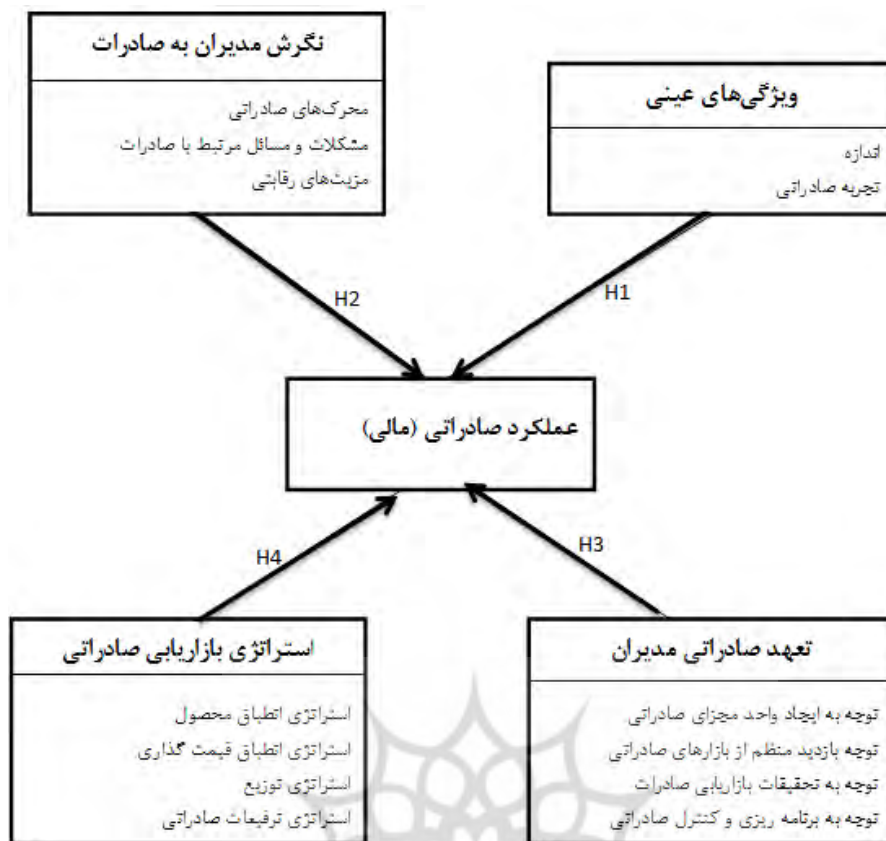 ویژگی‌های عینی
اندازه
تجربه صادراتی
نگرش مدیران به صادرات
محرک‌های صادراتی
مشکلات و مسائل مرتبط با صادرات
مزیت‌های رقابتی
H1
H2
عملکرد صادراتی (مالی)
H3
H4
تعهد صادراتی مدیران
توجه به ایجاد واحد مجزای صادراتی
توجه بازدید منظم از بازارهای صادراتی
توجه به تحقیقات بازاریابی صادرات
توجه به برنامه ریزی و کنترل صادراتی
استراتژی بازاریابی صادراتی
استراتژی انطباق محصول
استراتژی انطباق قیمت گذاری
استراتژی توزیع
استراتژی ترفیعات صادراتی